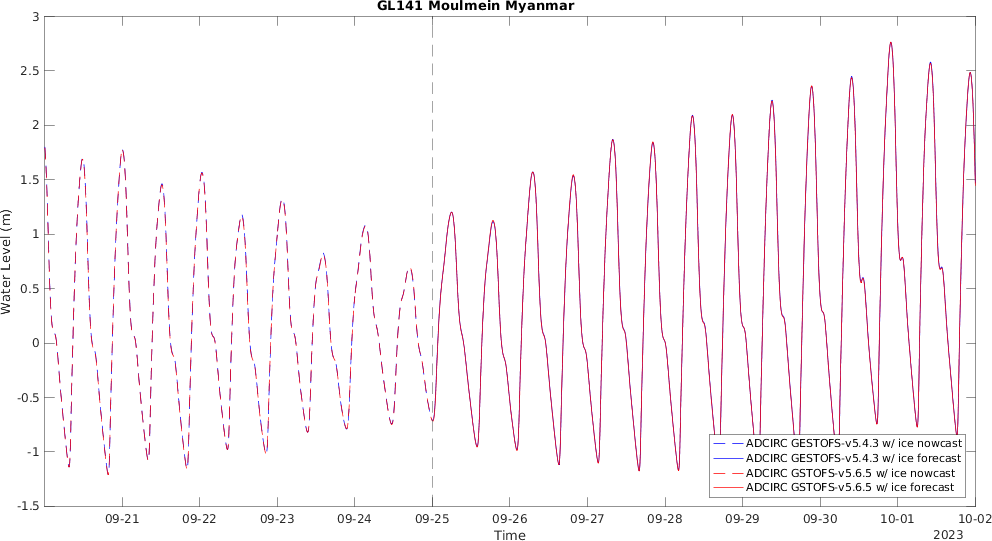 GL141 Moulmein Myanmar
3
2.5
2
1.5
1
0.5
0
-0.5
-1
-1.5
Water Level (m)
ADCIRC GESTOFS-v5.4.3 w/ ice nowcast
ADCIRC GESTOFS-v5.4.3 w/ ice forecast
ADCIRC GSTOFS-v5.6.5 w/ ice nowcast
ADCIRC GSTOFS-v5.6.5 w/ ice forecast
09-21 09-22 09-23 09-24 09-25 09-26 09-27 09-28 09-29 09-30 10-01 10-02
Time
2023